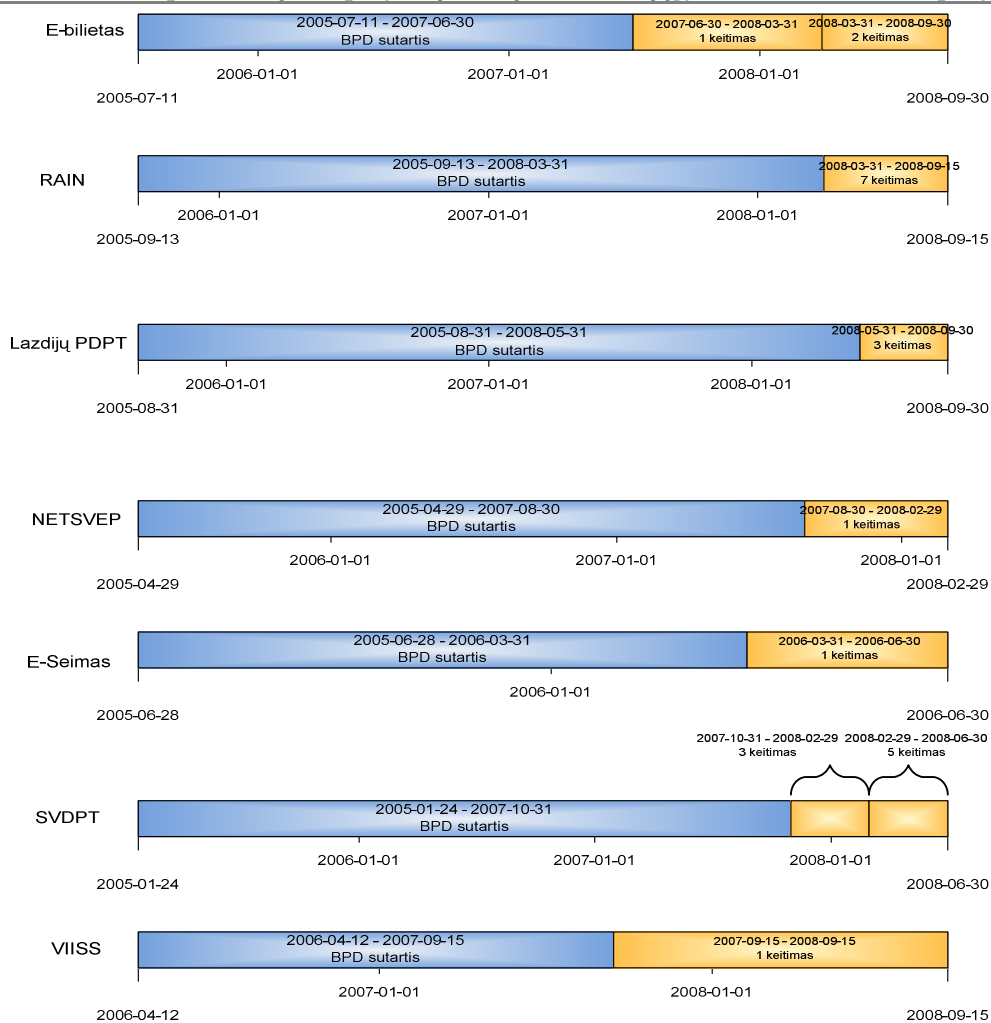 E-bilietas
2005-07-11 - 2007-06-30
BPD sutartis
2007-06-30 - 2008-03-31
1 keitimas
2008-03-31 - 2008-09-30
2 keitimas
2006-01-01
2007-01-01
2008-01-01
2005-07-11
2008-09-30
RAIN
2005-09-13 - 2008-03-31
BPD sutartis
2008-03-31 - 2008-09-15
7 keitimas
2006-01-01
2007-01-01
2008-01-01
2005-09-13
2008-09-15
Lazdijų PDPT
2005-08-31 - 2008-05-31
BPD sutartis
2008-05-31 - 2008-09-30
3 keitimas
2006-01-01
2007-01-01
2008-01-01
2005-08-31
2008-09-30
NETSVEP
2005-04-29 - 2007-08-30
BPD sutartis
2007-08-30 - 2008-02-29
1 keitimas
2006-01-01
2007-01-01
2008-01-01
2005-04-29
2008-02-29
E-Seimas
2005-06-28 - 2006-03-31
BPD sutartis
2006-03-31 - 2006-06-30
1 keitimas
2006-01-01
2005-06-28
2006-06-30
2007-10-31 - 2008-02-29
3 keitimas
2008-02-29 - 2008-06-30
5 keitimas
SVDPT
2005-01-24 - 2007-10-31
BPD sutartis
2006-01-01
2007-01-01
2008-01-01
2005-01-24
2008-06-30
VIISS
2006-04-12 - 2007-09-15
BPD sutartis
2007-09-15 - 2008-09-15
1 keitimas
2007-01-01
2008-01-01
2006-04-12
2008-09-15